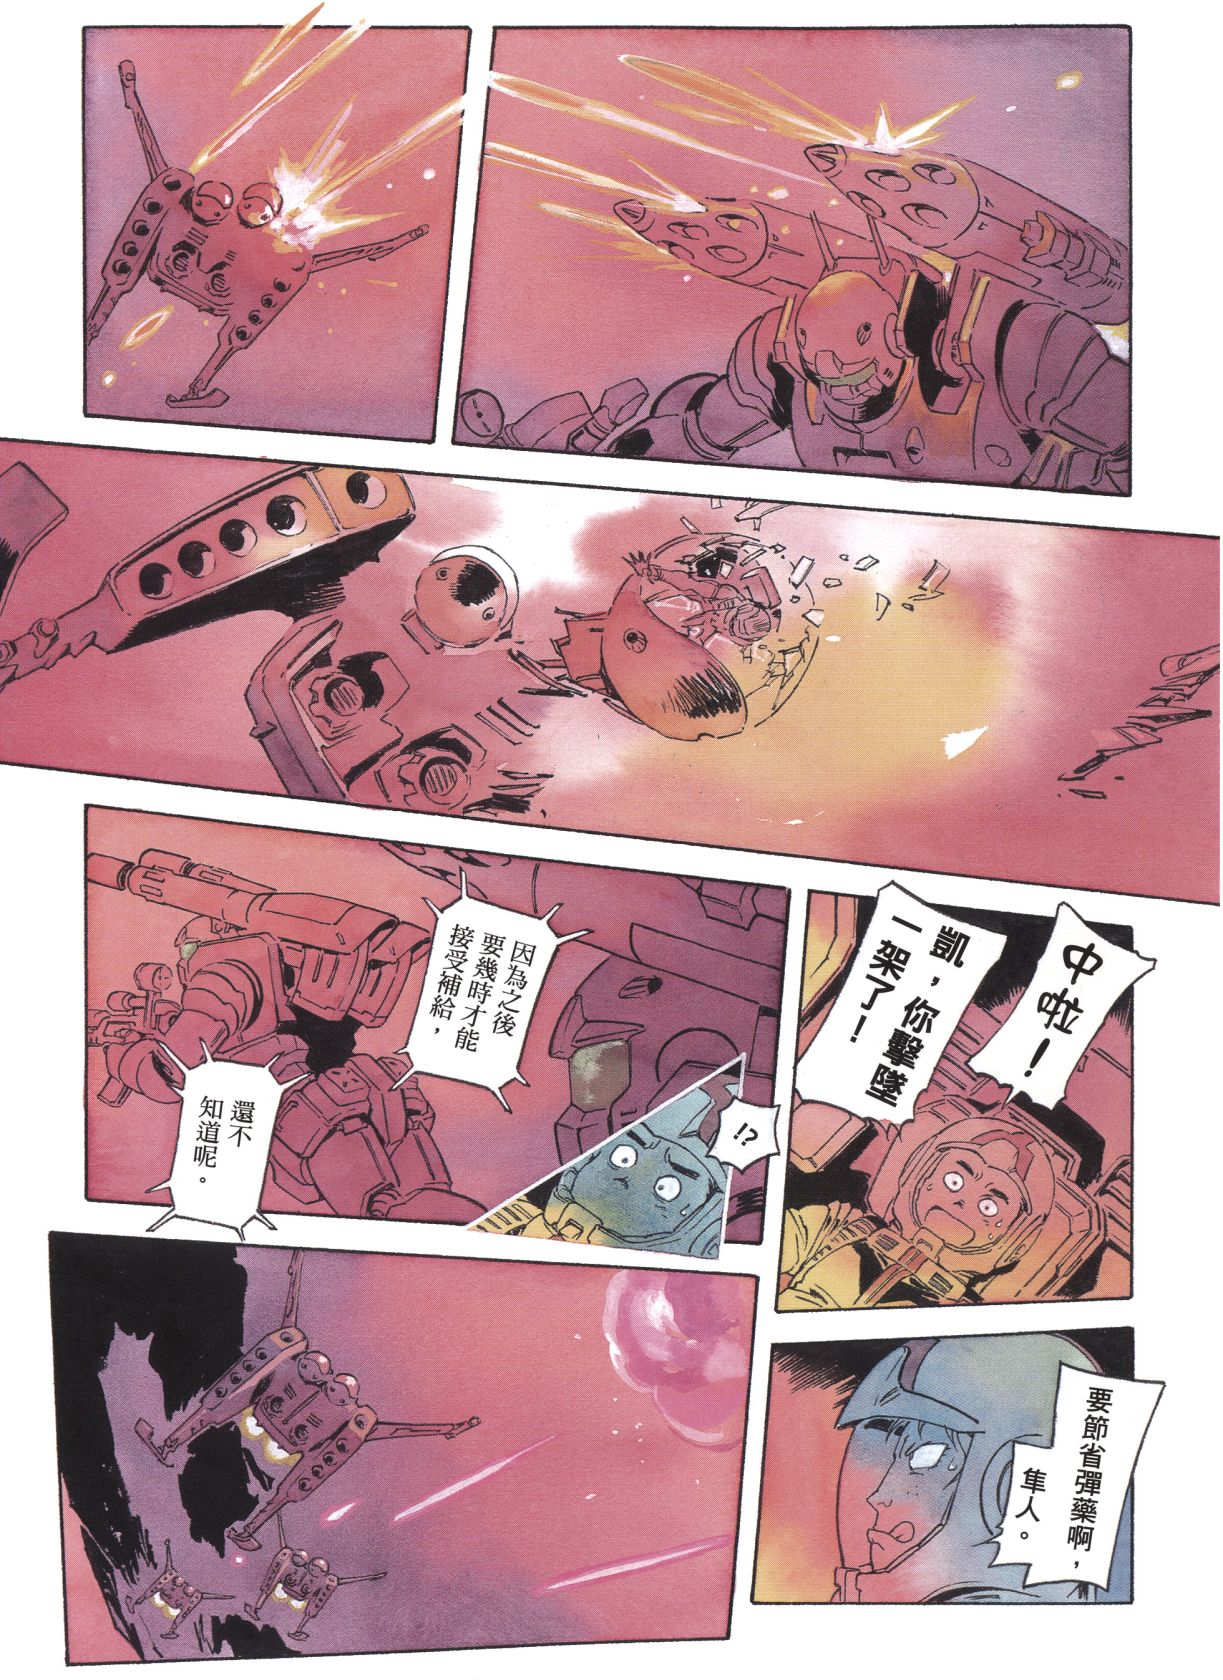 中啦！
凱，你擊墜
一架了！
要節省彈藥啊，
隼人。
!?
因為之後
要幾時才能
接受補給，
還不
知道呢。